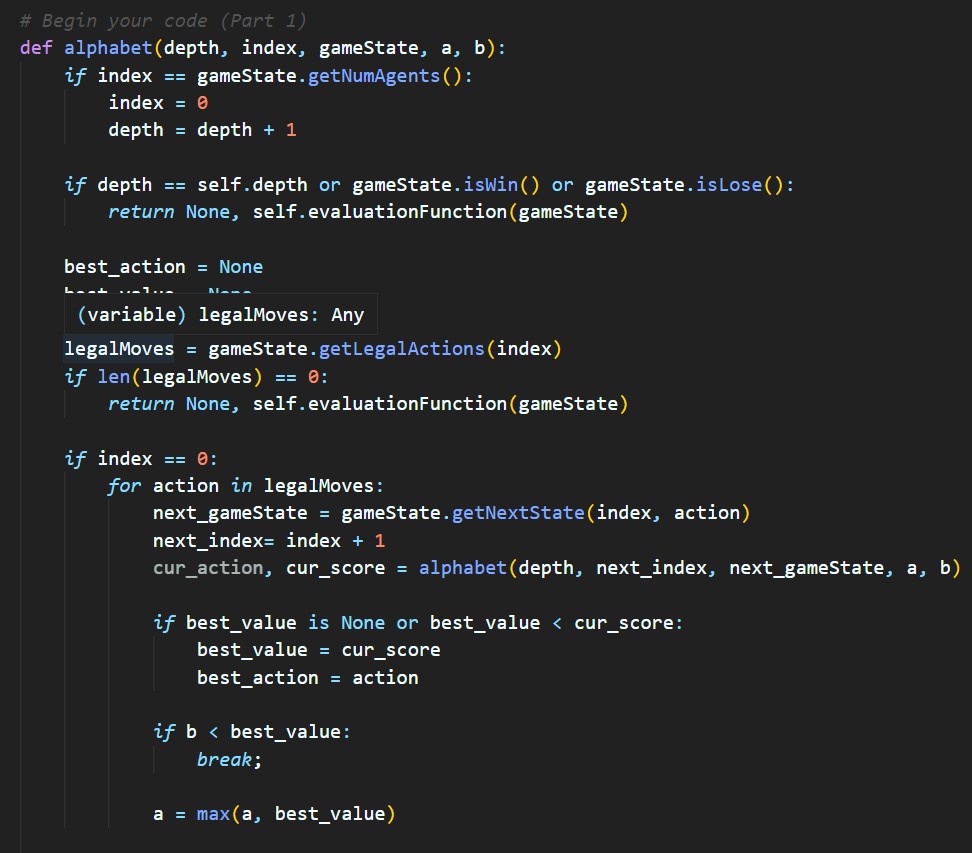 # Begin your code (Part 1)
def alphabet(depth, index, gameState, a, b):
    if index == gameState.getNumAgents():
        index = 0
        depth = depth + 1

    if depth == self.depth or gameState.isWin() or gameState.isLose():
        return None, self.evaluationFunction(gameState)

    best_action = None
    best_value = None
    (variable) legalMoves: Any
    legalMoves = gameState.getLegalActions(index)
    if len(legalMoves) == 0:
        return None, self.evaluationFunction(gameState)

    if index == 0:
        for action in legalMoves:
            next_gameState = gameState.getNextState(index, action)
            next_index= index + 1
            cur_action, cur_score = alphabet(depth, next_index, next_gameState, a, b)

            if best_value is None or best_value < cur_score:
                best_value = cur_score
                best_action = action

            if b < best_value:
                break;

            a = max(a, best_value)